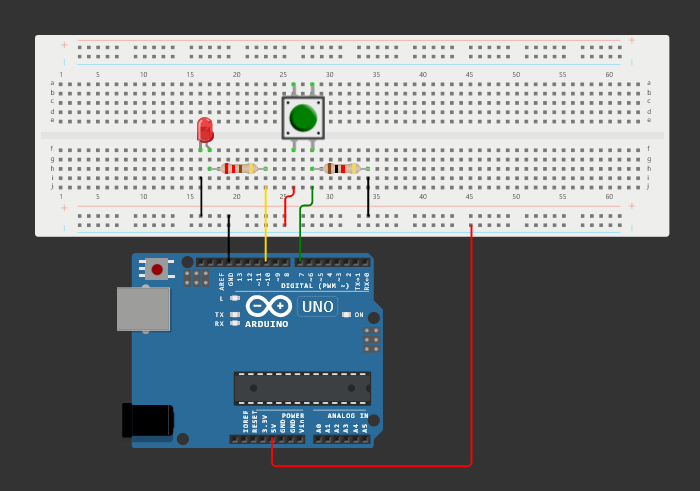 + +
1 5 10 15 20 25 30 35 40 45 50 55 60
a a
b b
c c
d d
e e
f f
g g
h h
i i
j j
1 5 10 15 20 25 30 35 40 45 50 55 60
+ +
AREF GND 13 12 ~11 ~10 ~9 8 7 ~6 ~5 4 ~3 2 TX→1 RX←0
DIGITAL (PWM ~)
L
UNO
TX
RX
ON
ARDUINO
POWER
ANALOG IN
IOREF RESET 3.3V 5V GND GND Vin A0 A1 A2 A3 A4 A5